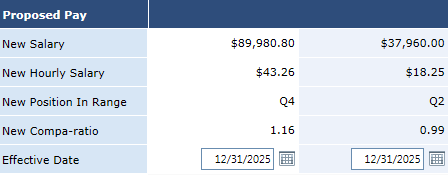 Proposed Pay
New Salary $89,980.80 $37,960.00
New Hourly Salary $43.26 $18.25
New Position In Range Q4 Q2
New Compa-ratio 1.16 0.99
Effective Date 12/31/2025 12/31/2025